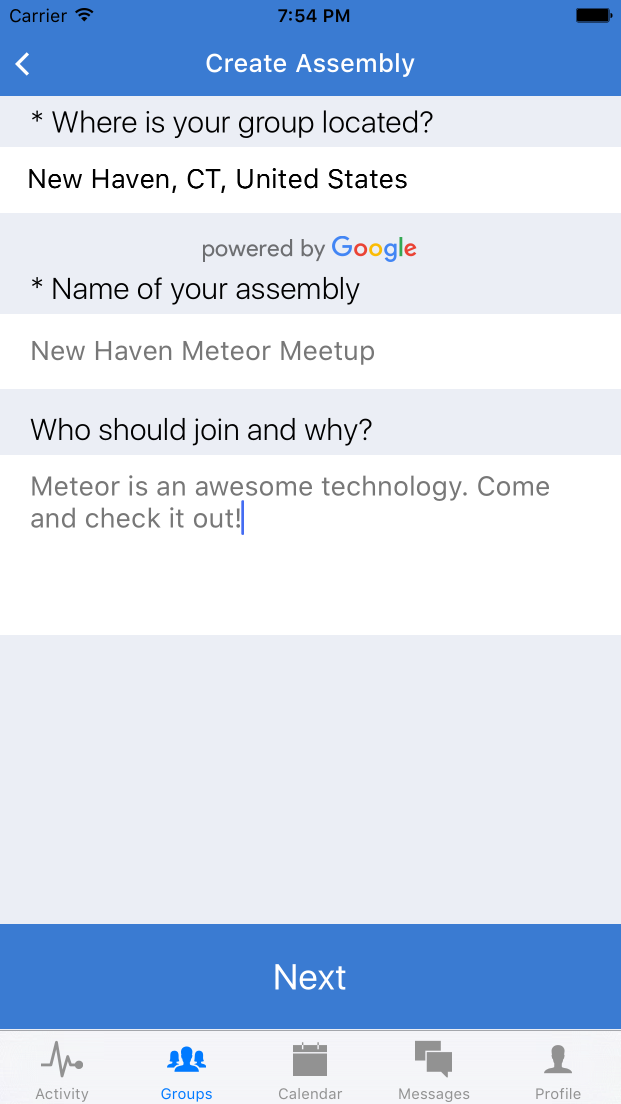 Carrier 7:54 PM
Create Assembly
* Where is your group located?
New Haven, CT, United States
powered by Google
* Name of your assembly
New Haven Meteor Meetup
Who should join and why?
Meteor is an awesome technology. Come
and check it out!
Next
Activity Groups Calendar Messages Profile